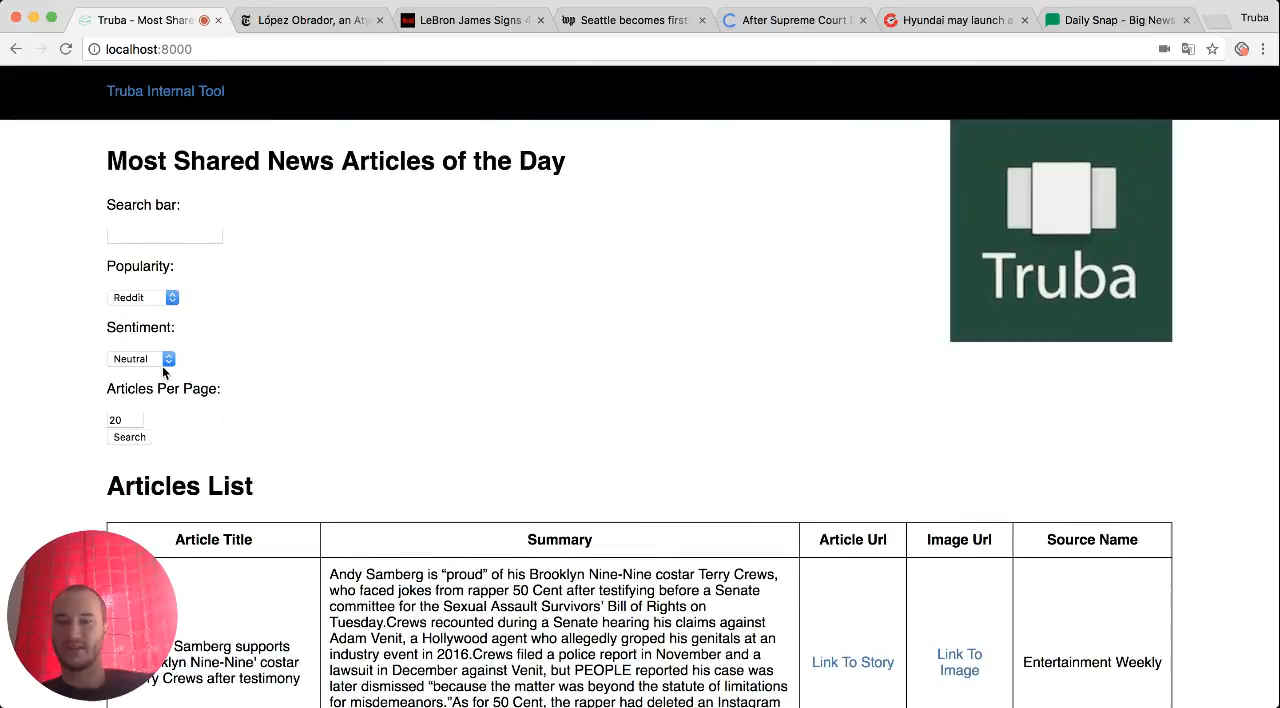 Truba - Most Share
López Obrador, an Aty
LeBron James Signs 4
wp Seattle becomes first
After Supreme Court
Hyundai may launch a
Daily Shap - Big News
Truba
localhost:8000
Truba Internal Tool
Most Shared News Articles of the Day
Search bar:
Popularity:
Reddit
Sentiment:
Neutral
Articles Per Page:
20
Search
Truba
Articles List
Article Title
Summary
Article Url
Image Url
Source Name
Samberg supports
klyn Nine-Nine' costar
Crews after testimony
Andy Samberg is “proud” of his Brooklyn Nine-Nine costar Terry Crews,
who faced jokes from rapper 50 Cent after testifying before a Senate
committee for the Sexual Assault Survivors’ Bill of Rights on
Tuesday.Crews recounted during a Senate hearing his claims against
Adam Venit, a Hollywood agent who allegedly groped his genitals at an
industry event in 2016.Crews filed a police report in November and a
lawsuit in December against Venit, but PEOPLE reported his case was
later dismissed “because the matter was beyond the statute of limitations
for misdemeanors.”As for 50 Cent, the rapper had deleted an Instagram
Link To Story
Link To
Image
Entertainment Weekly